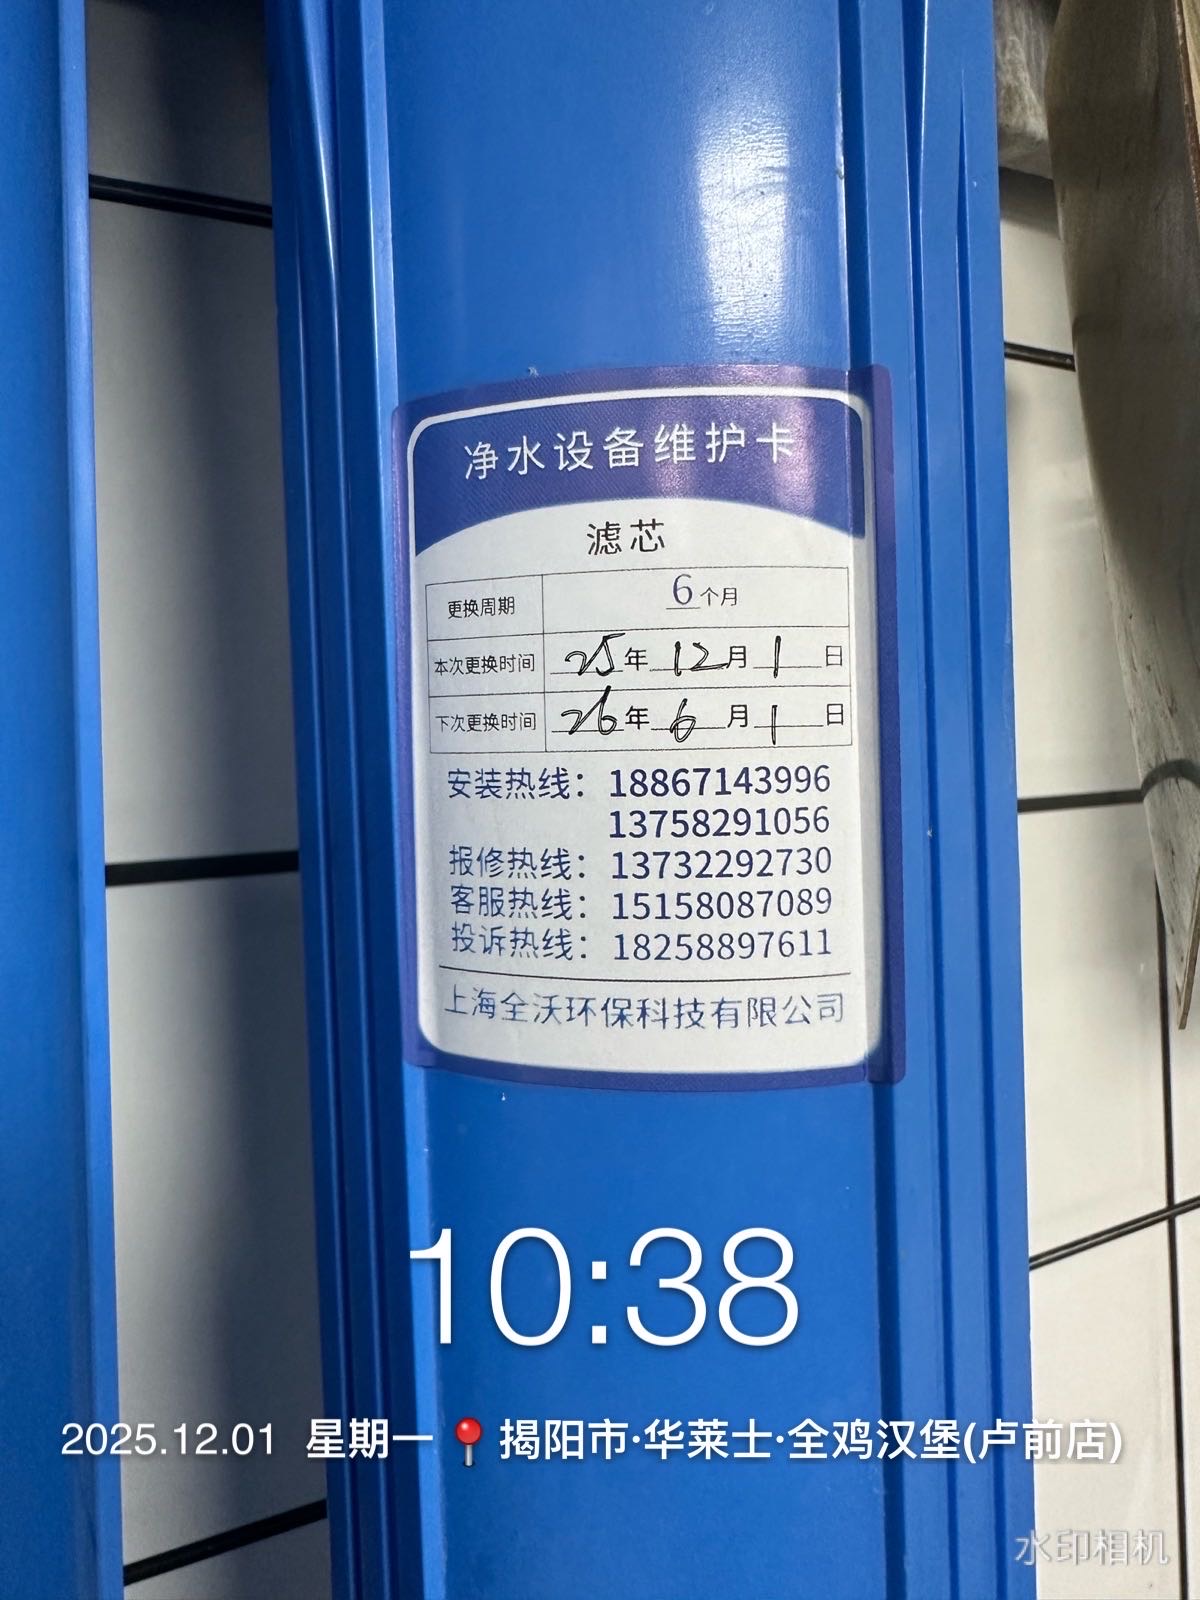 净水设备维护卡
滤芯
更换周期 6个月
本次更换时间 25年12月1日
下次更换时间 26年6月1日
安装热线：18867143996
13758291056
报修热线：13732292730
客服热线：15158087089
投诉热线：18258897611
上海全沃环保科技有限公司
10:38
2025.12.01 星期一 📍揭阳市·华莱士·全鸡汉堡(卢前店)
水印相机